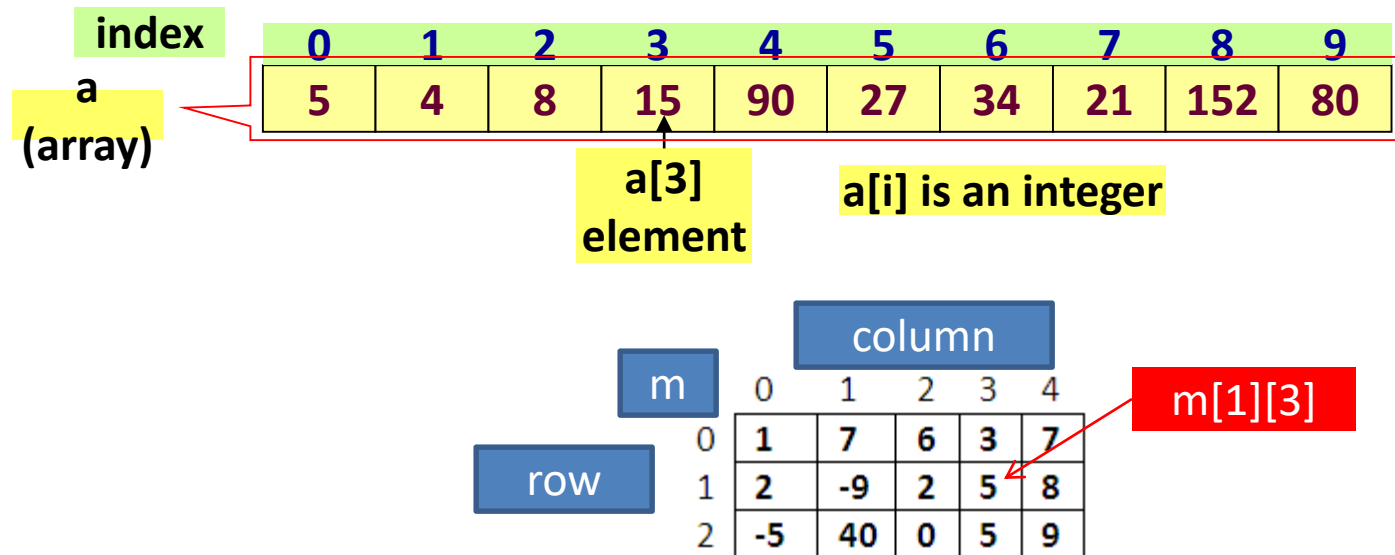 index 0 1 2 3 4 5 6 7 8 9
a
(array)
5 4 8 15 90 27 34 21 152 80
a[3]
element
a[i] is an integer
column
m 0 1 2 3 4
m[1][3]
0 1 7 6 3 7
row
1 2 -9 2 5 8
2 -5 40 0 5 9